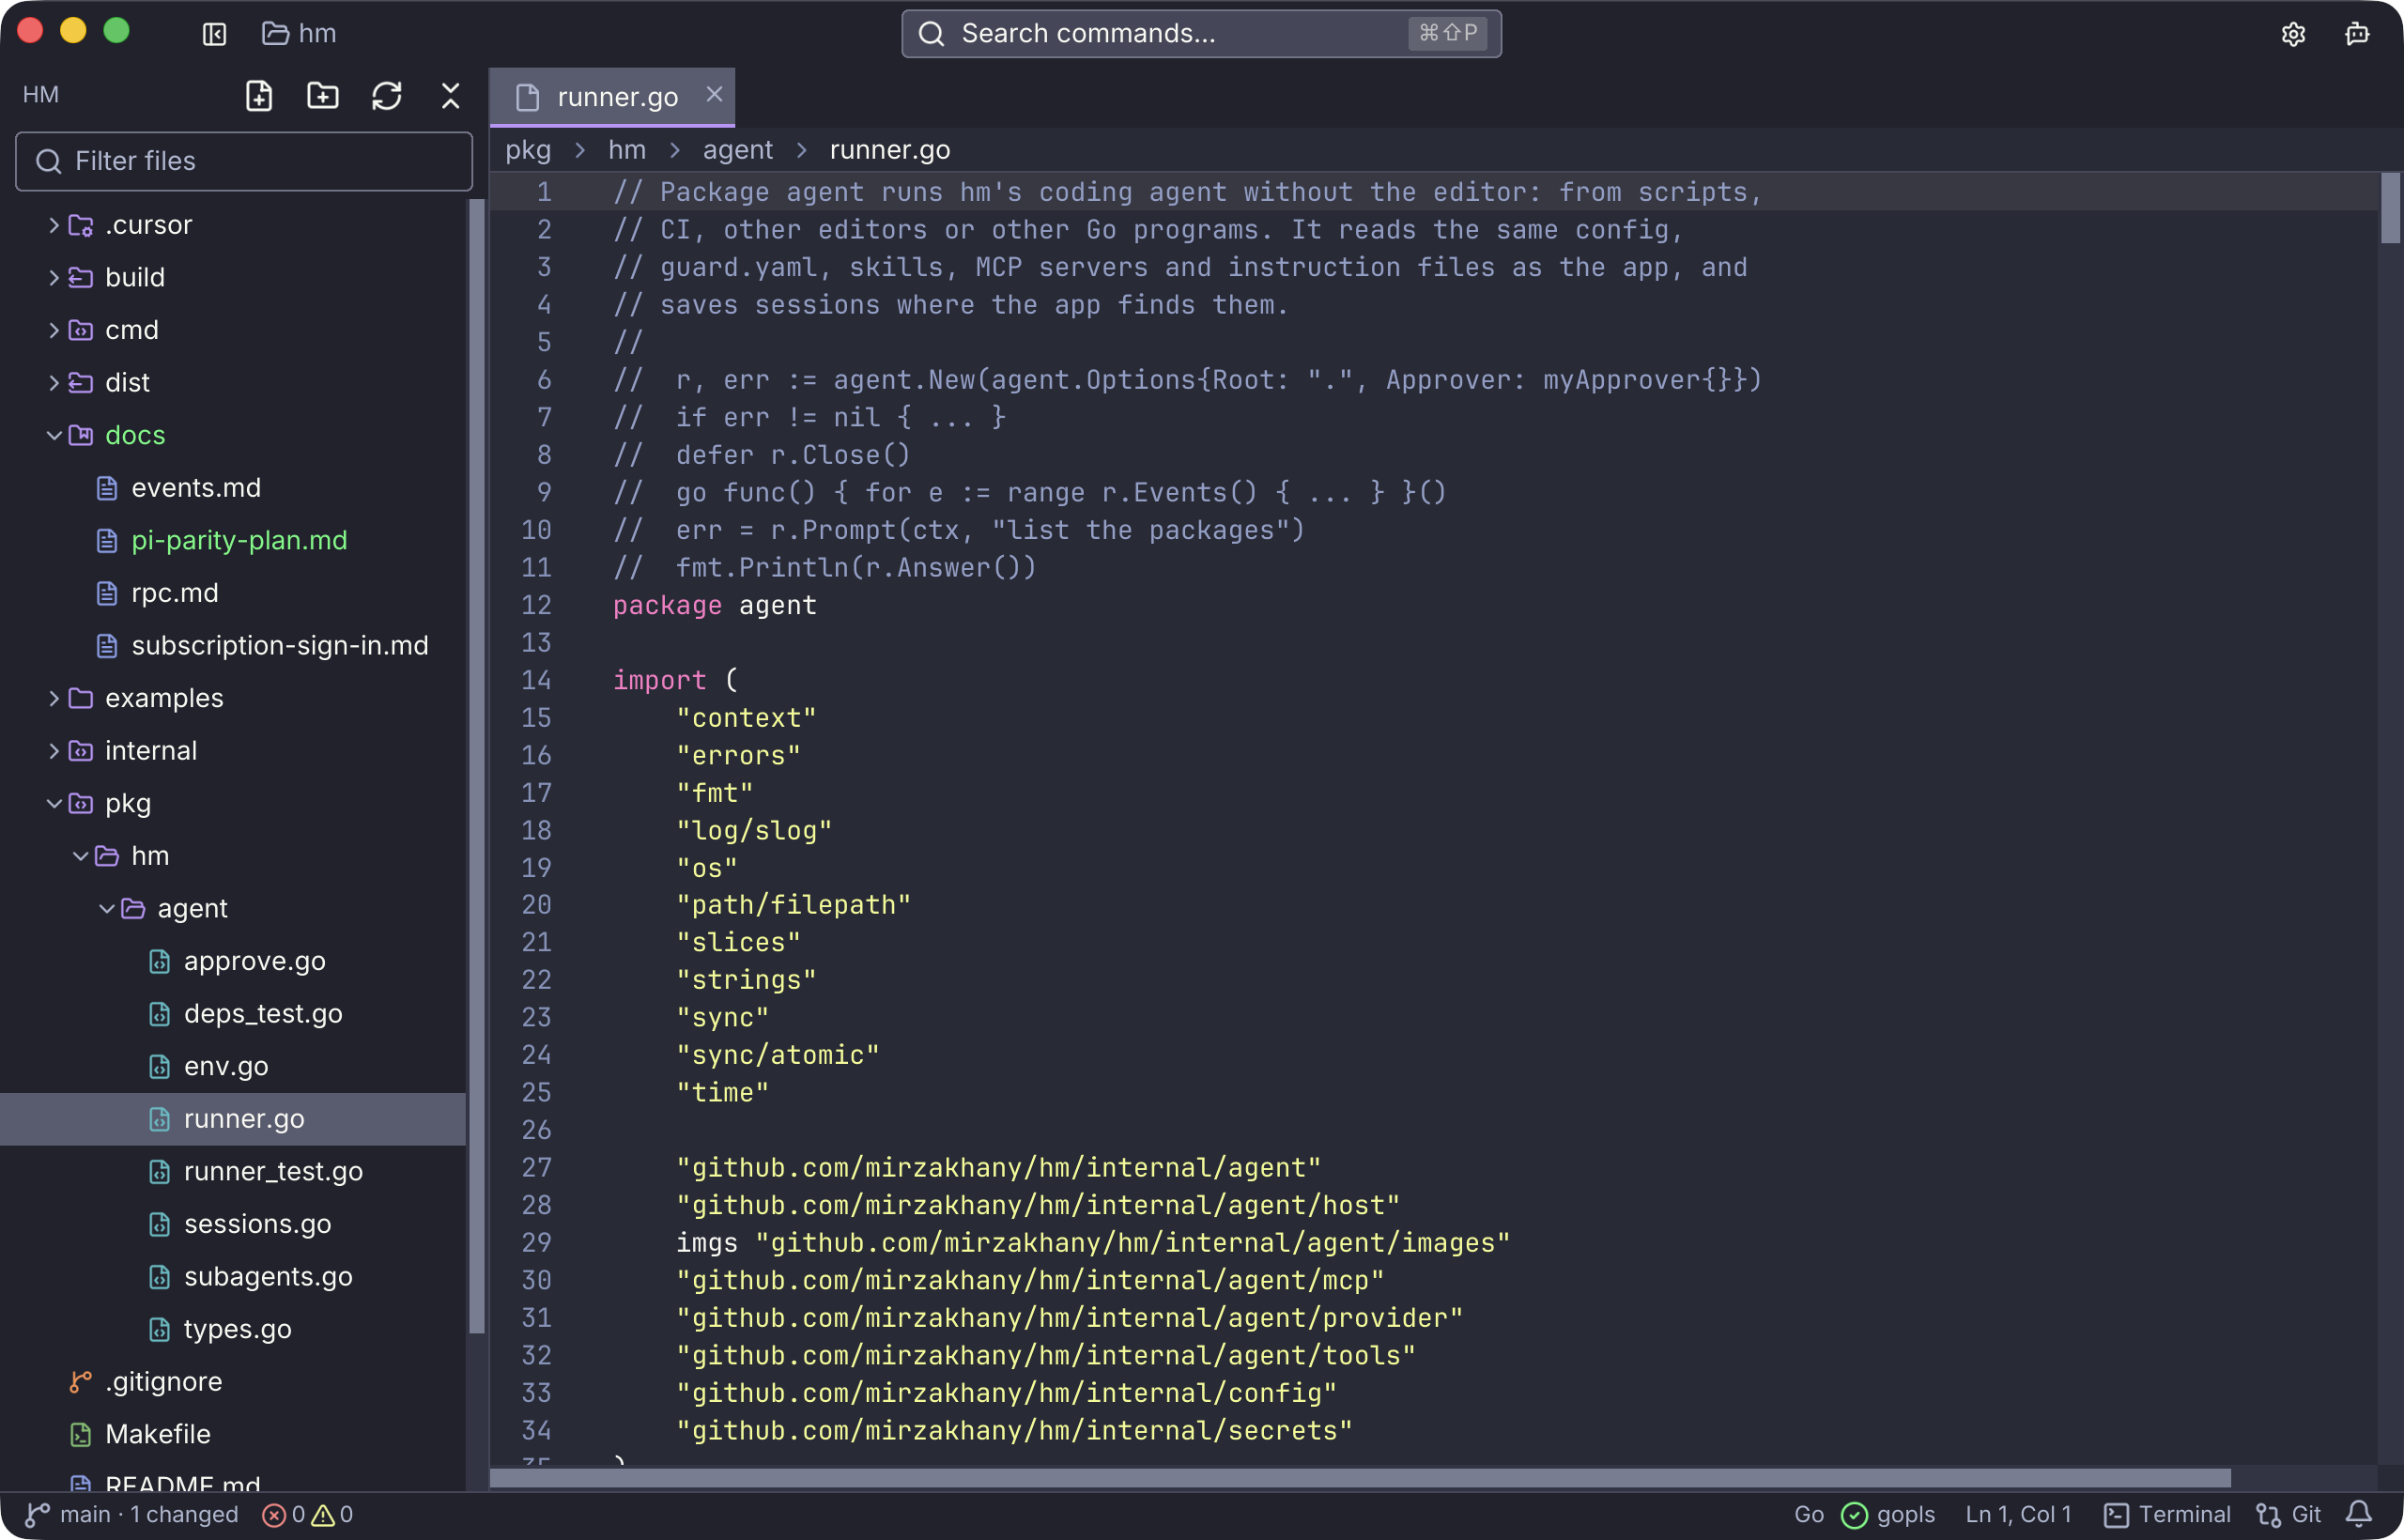 hm
Search commands... ⌘⇧P
HM
Filter files
.cursor
build
cmd
dist
docs
events.md
pi-parity-plan.md
rpc.md
subscription-sign-in.md
examples
internal
pkg
hm
agent
approve.go
deps_test.go
env.go
runner.go
runner_test.go
sessions.go
subagents.go
types.go
.gitignore
Makefile
README.md
runner.go
pkg > hm > agent > runner.go
1 // Package agent runs hm's coding agent without the editor: from scripts,
2 // CI, other editors or other Go programs. It reads the same config,
3 // guard.yaml, skills, MCP servers and instruction files as the app, and
4 // saves sessions where the app finds them.
5 //
6 //  r, err := agent.New(agent.Options{Root: ".", Approver: myApprover{}})
7 //  if err != nil { ... }
8 //  defer r.Close()
9 //  go func() { for e := range r.Events() { ... } }()
10 //  err = r.Prompt(ctx, "list the packages")
11 //  fmt.Println(r.Answer())
12 package agent
13
14 import (
15     "context"
16     "errors"
17     "fmt"
18     "log/slog"
19     "os"
20     "path/filepath"
21     "slices"
22     "strings"
23     "sync"
24     "sync/atomic"
25     "time"
26
27     "github.com/mirzakhany/hm/internal/agent"
28     "github.com/mirzakhany/hm/internal/agent/host"
29     imgs "github.com/mirzakhany/hm/internal/agent/images"
30     "github.com/mirzakhany/hm/internal/agent/mcp"
31     "github.com/mirzakhany/hm/internal/agent/provider"
32     "github.com/mirzakhany/hm/internal/agent/tools"
33     "github.com/mirzakhany/hm/internal/config"
34     "github.com/mirzakhany/hm/internal/secrets"
35 )
main · 1 changed 0 0
Go gopls Ln 1, Col 1 Terminal Git